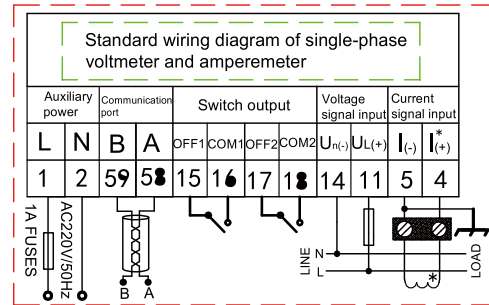 Standard wiring diagram of single-phase
voltmeter and amperemeter
Auxiliary power
Communication port
Switch output
Voltage signal input
Current signal input
L N B A OFF1 COM1 OFF2 COM2 Un(-) UL(+) I(-) I*(+)
1 2 59 58 15 16 17 18 14 11 5 4
1A FUSES
AC220V/50Hz
B A
LINE
N
L
*
LOAD